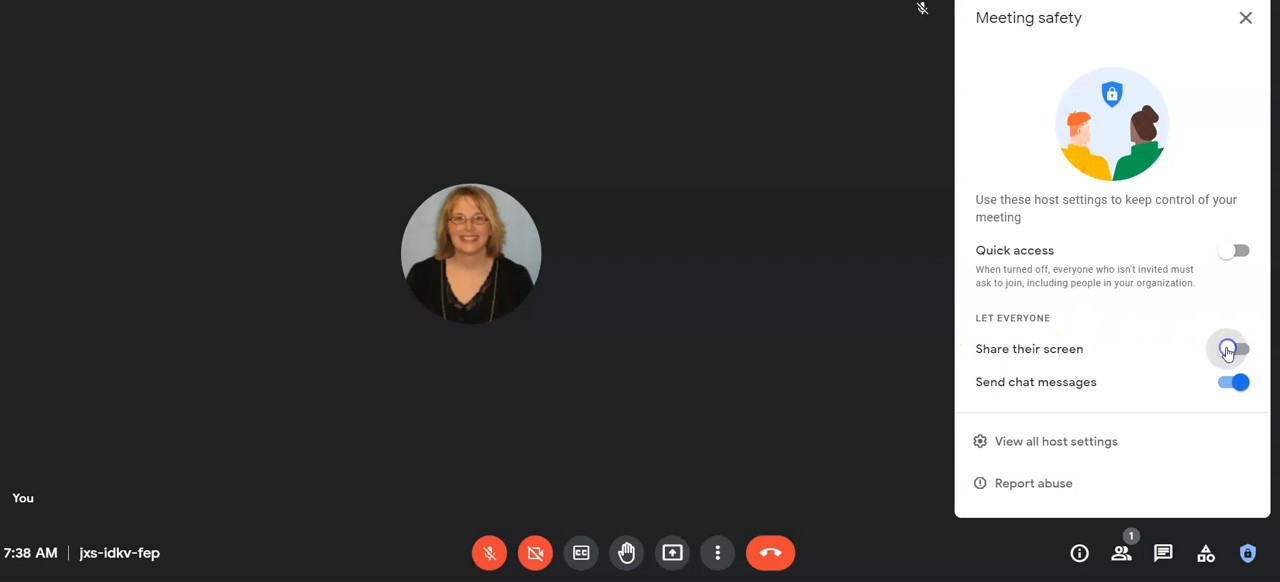 Meeting safety
Use these host settings to keep control of your
meeting
Quick access
When turned off, everyone who isn't invited must
ask to join, including people in your organization.
LET EVERYONE
Share their screen
Send chat messages
View all host settings
Report abuse
You
7:38 AM | jxs-idkv-fep
CC
1